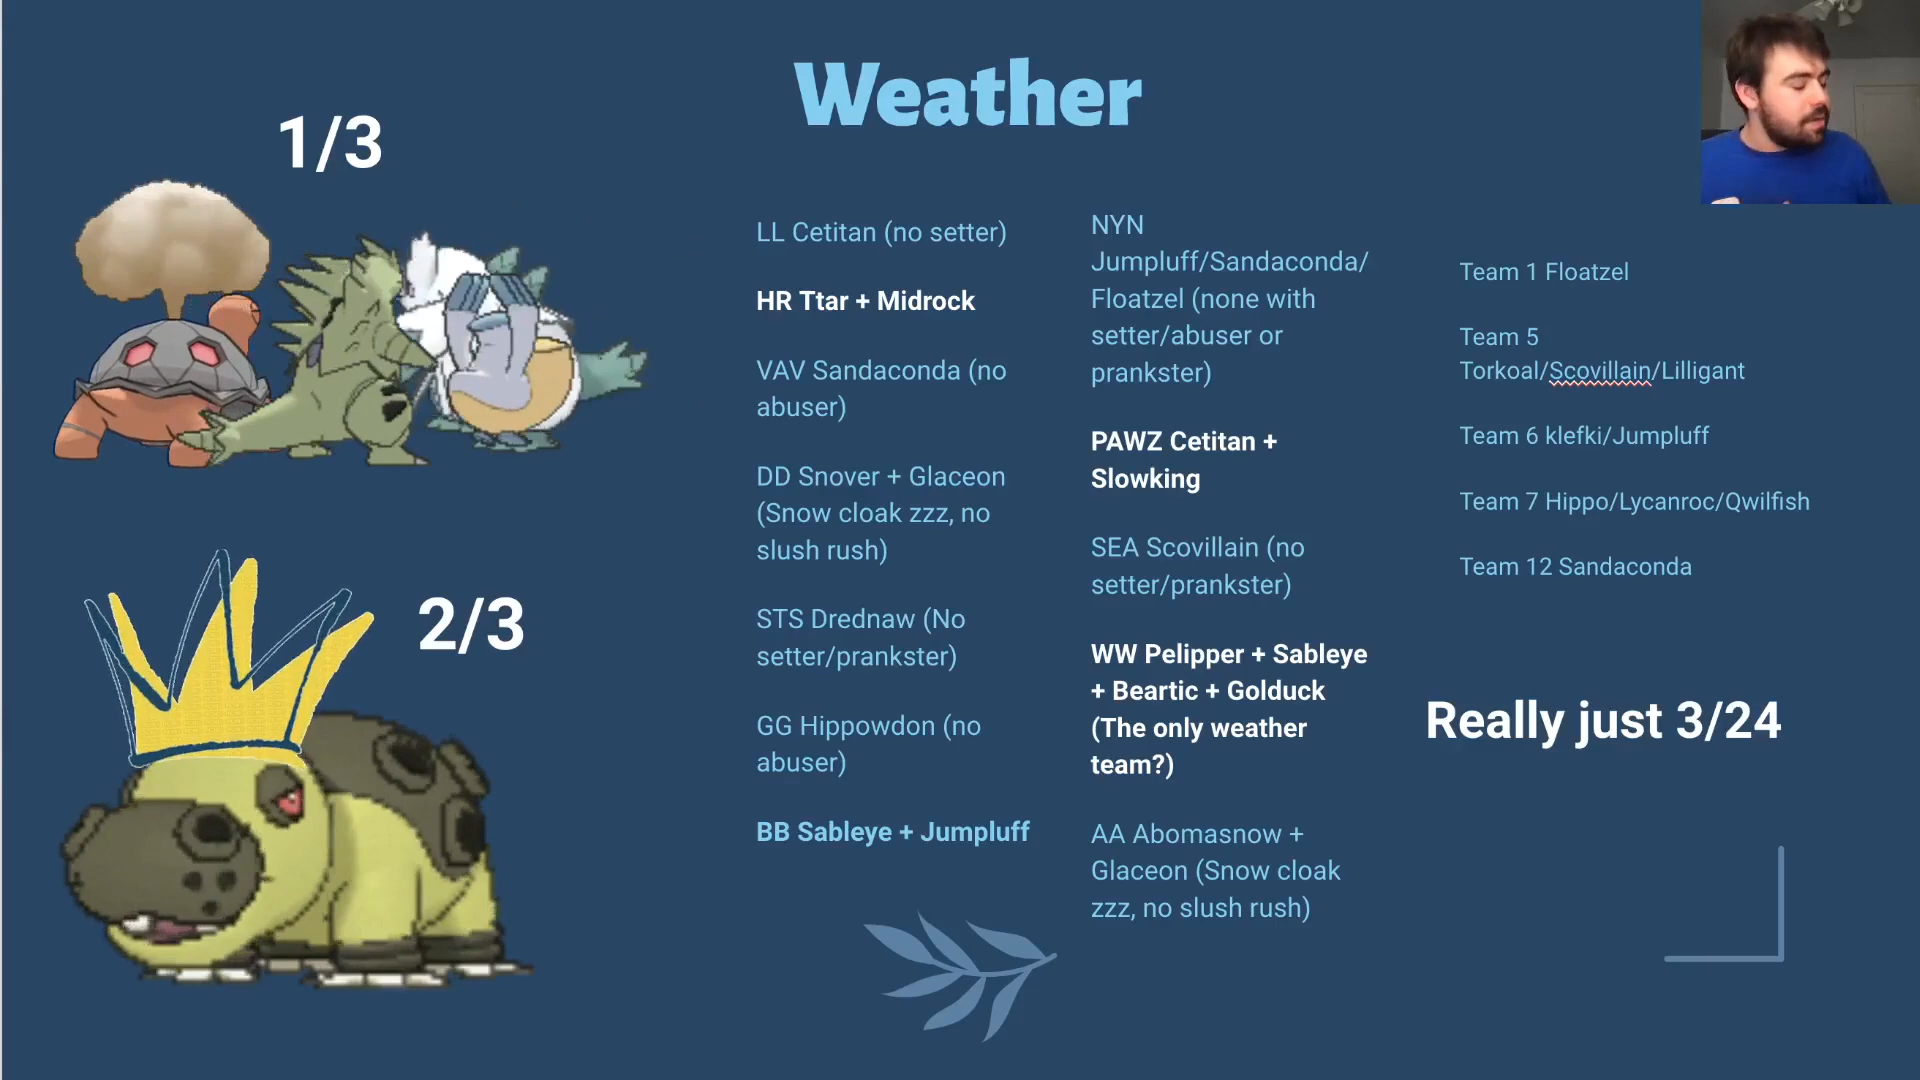 Weather
1/3
2/3
LL Cetitan (no setter)
HR Ttar + Midrock
VAV Sandaconda (no
abuser)
DD Snover + Glaceon
(Snow cloak zzz, no
slush rush)
STS Drednaw (No
setter/prankster)
GG Hippowdon (no
abuser)
BB Sableye + Jumpluff
NYN
Jumpluff/Sandaconda/
Floatzel (none with
setter/abuser or
prankster)
PAWZ Cetitan +
Slowking
SEA Scovillain (no
setter/prankster)
WW Pelipper + Sableye
+ Beartic + Golduck
(The only weather
team?)
AA Abomasnow +
Glaceon (Snow cloak
zzz, no slush rush)
Team 1 Floatzel
Team 5
Torkoal/Scovillain/Lilligant
Team 6 klefki/Jumpluff
Team 7 Hippo/Lycanroc/Qwilfish
Team 12 Sandaconda
Really just 3/24